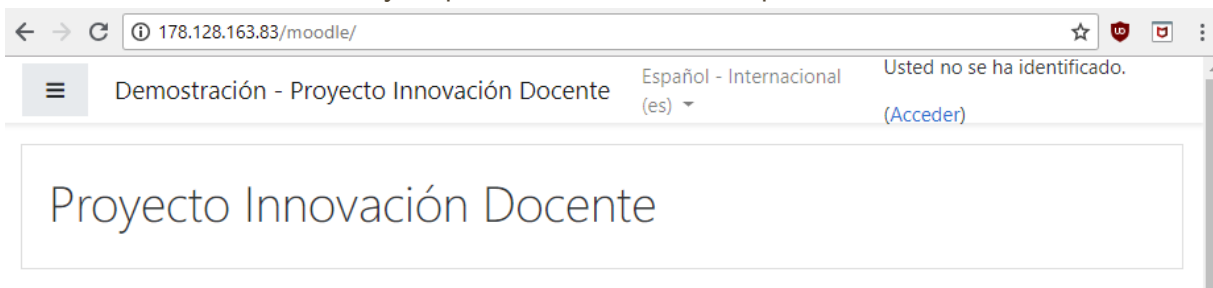 178.128.163.83/moodle/
Demostración - Proyecto Innovación Docente
Español - Internacional
(es)
Usted no se ha identificado.
(Acceder)
Proyecto Innovación Docente